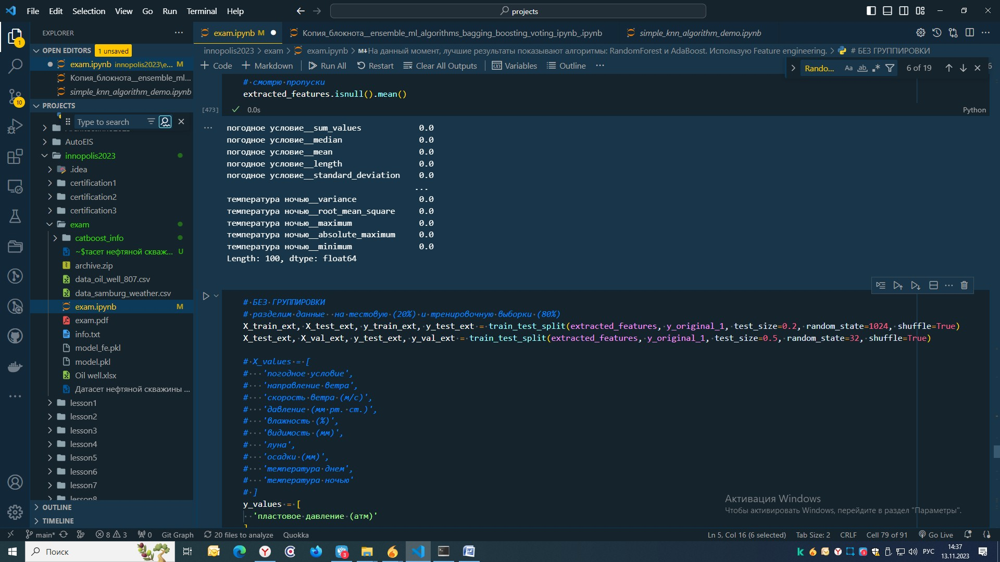 File Edit Selection View Go Run Terminal Help
projects
EXPLORER
OPEN EDITORS 1 unsaved
exam.ipynb innopolis2023\e... M
Копия_блокнота__ensemble_ml...
simple_knn_algorithm_demo.ipynb
PROJECTS
Type to search
AutoEIS
innopolis2023
.idea
certification1
certification2
certification3
exam
catboost_info
~$тасет нефтяной скваж... U
archive.zip
data_oil_well_807.csv
data_samburg_weather.csv
exam.ipynb M
exam.pdf
info.txt
model_fe.pkl
model.pkl
Oil well.xlsx
Датасет нефтяной скважины ...
lesson1
lesson2
lesson3
lesson4
lesson5
lesson6
lesson7
lesson8
OUTLINE
TIMELINE
exam.ipynb M
Копия_блокнота__ensemble_ml_algorithms_bagging_boosting_voting_ipynb_.ipynb
simple_knn_algorithm_demo.ipynb
innopolis2023 > exam > exam.ipynb > M↓На данный момент, лучшие результаты показывают алгоритмы: RandomForest и AdaBoost. Использую Feature engineering. > # БЕЗ ГРУППИРОВКИ
+ Code + Markdown Run All Restart Clear All Outputs Variables Outline ...
Rando... Aa ab 6 of 19
# смотрю пропуски
extracted_features.isnull().mean()
[473] 0.0s
Python
погодное условие__sum_values 0.0
погодное условие__median 0.0
погодное условие__mean 0.0
погодное условие__length 0.0
погодное условие__standard_deviation 0.0
...
температура ночью__variance 0.0
температура ночью__root_mean_square 0.0
температура ночью__maximum 0.0
температура ночью__absolute_maximum 0.0
температура ночью__minimum 0.0
Length: 100, dtype: float64
# БЕЗ ГРУППИРОВКИ
# разделим данные  на тестовую (20%) и тренировочную выборки (80%)
X_train_ext, X_test_ext, y_train_ext, y_test_ext = train_test_split(extracted_features, y_original_1, test_size=0.2, random_state=1024, shuffle=True)
X_test_ext, X_val_ext, y_test_ext, y_val_ext = train_test_split(extracted_features, y_original_1, test_size=0.5, random_state=32, shuffle=True)
# X_values = [
#   'погодное условие',
#   'направление ветра',
#   'скорость ветра (м/с)',
#   'давление (мм рт. ст.)',
#   'влажность (%)',
#   'видимость (мм)',
#   'луна',
#   'осадки (мм)',
#   'температура днем',
#   'температура ночью'
# ]
y_values = [
'пластовое давление (атм)'
]
Активация Windows
Чтобы активировать Windows, перейдите в раздел "Параметры".
main* 8 3 0 Git Graph 20 files to analyze Quokka
Ln 5, Col 16 (6 selected) Tab Size: 2 CRLF Cell 79 of 91 Go Live
Поиск
РУС
14:37
13.11.2023